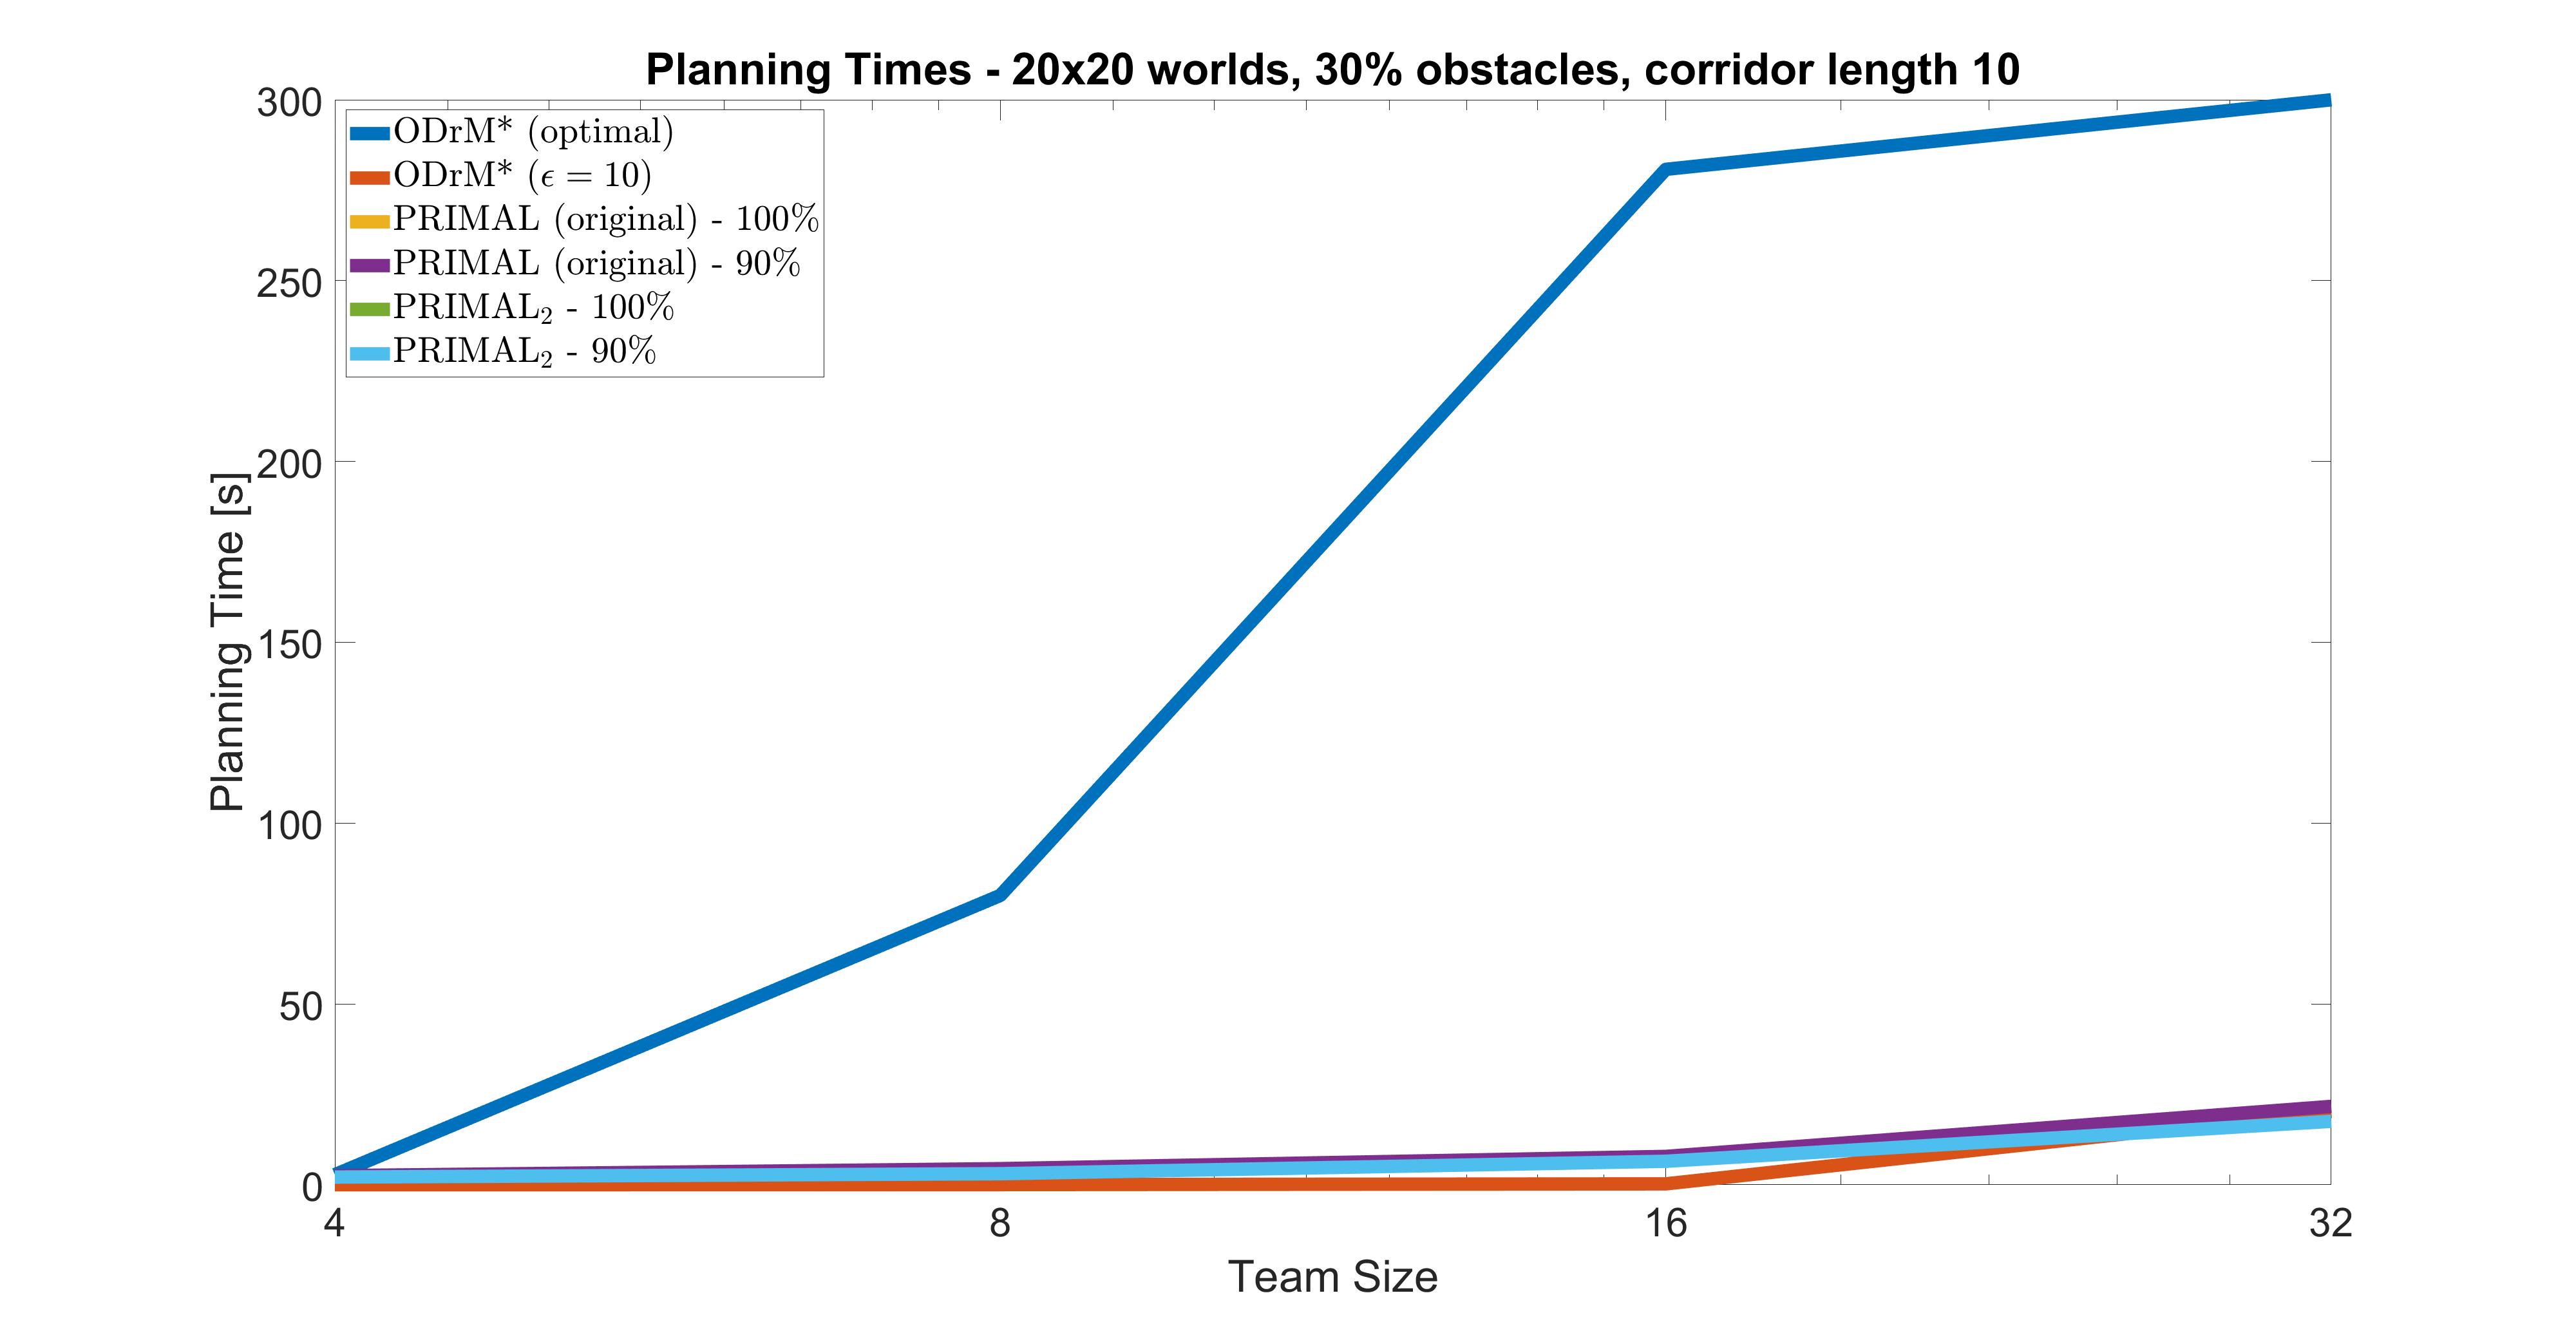 Planning Times - 20x20 worlds, 30% obstacles, corridor length 10
300
250
200
150
100
50
0
Planning Time [s]
ODrM* (optimal)
ODrM* (ϵ = 10)
PRIMAL (original) - 100%
PRIMAL (original) - 90%
PRIMAL₂ - 100%
PRIMAL₂ - 90%
4 8 16 32
Team Size